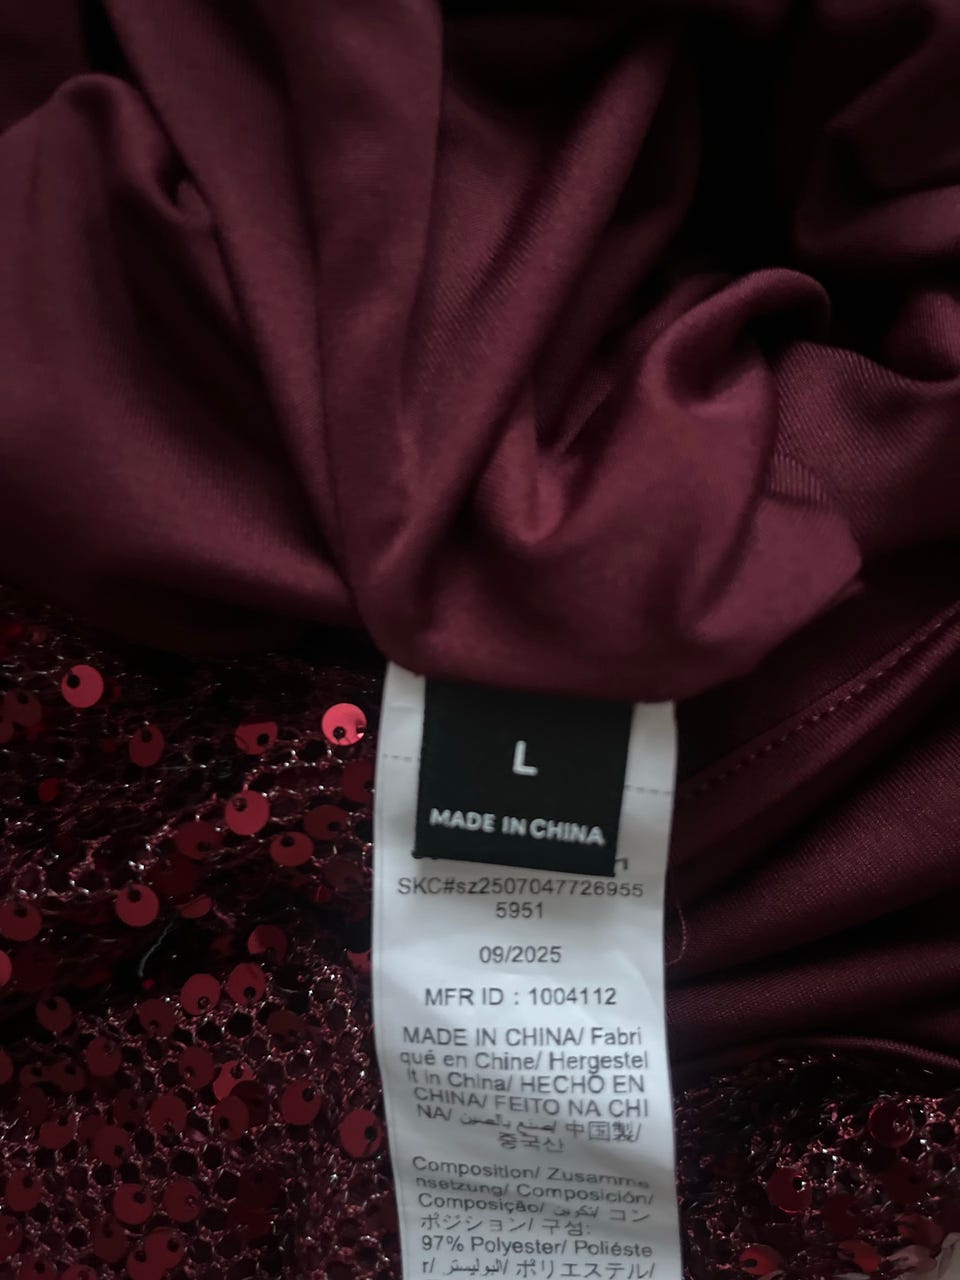 L
MADE IN CHINA
SKC#sz2507047726955
5951
09/2025
MFR ID : 1004112
MADE IN CHINA/ Fabri
qué en Chine/ Hergestel
lt in China/ HECHO EN
CHINA/ FEITO NA CHI
NA/ صنع بالصين/ 中国製/
중국산
Composition/ Zusamme
nsetzung/ Composición/
Composição/ تكوين/ コン
ポジション/ 구성:
97% Polyester/ Poliéste
r/ البوليستر/ ポリエステル/